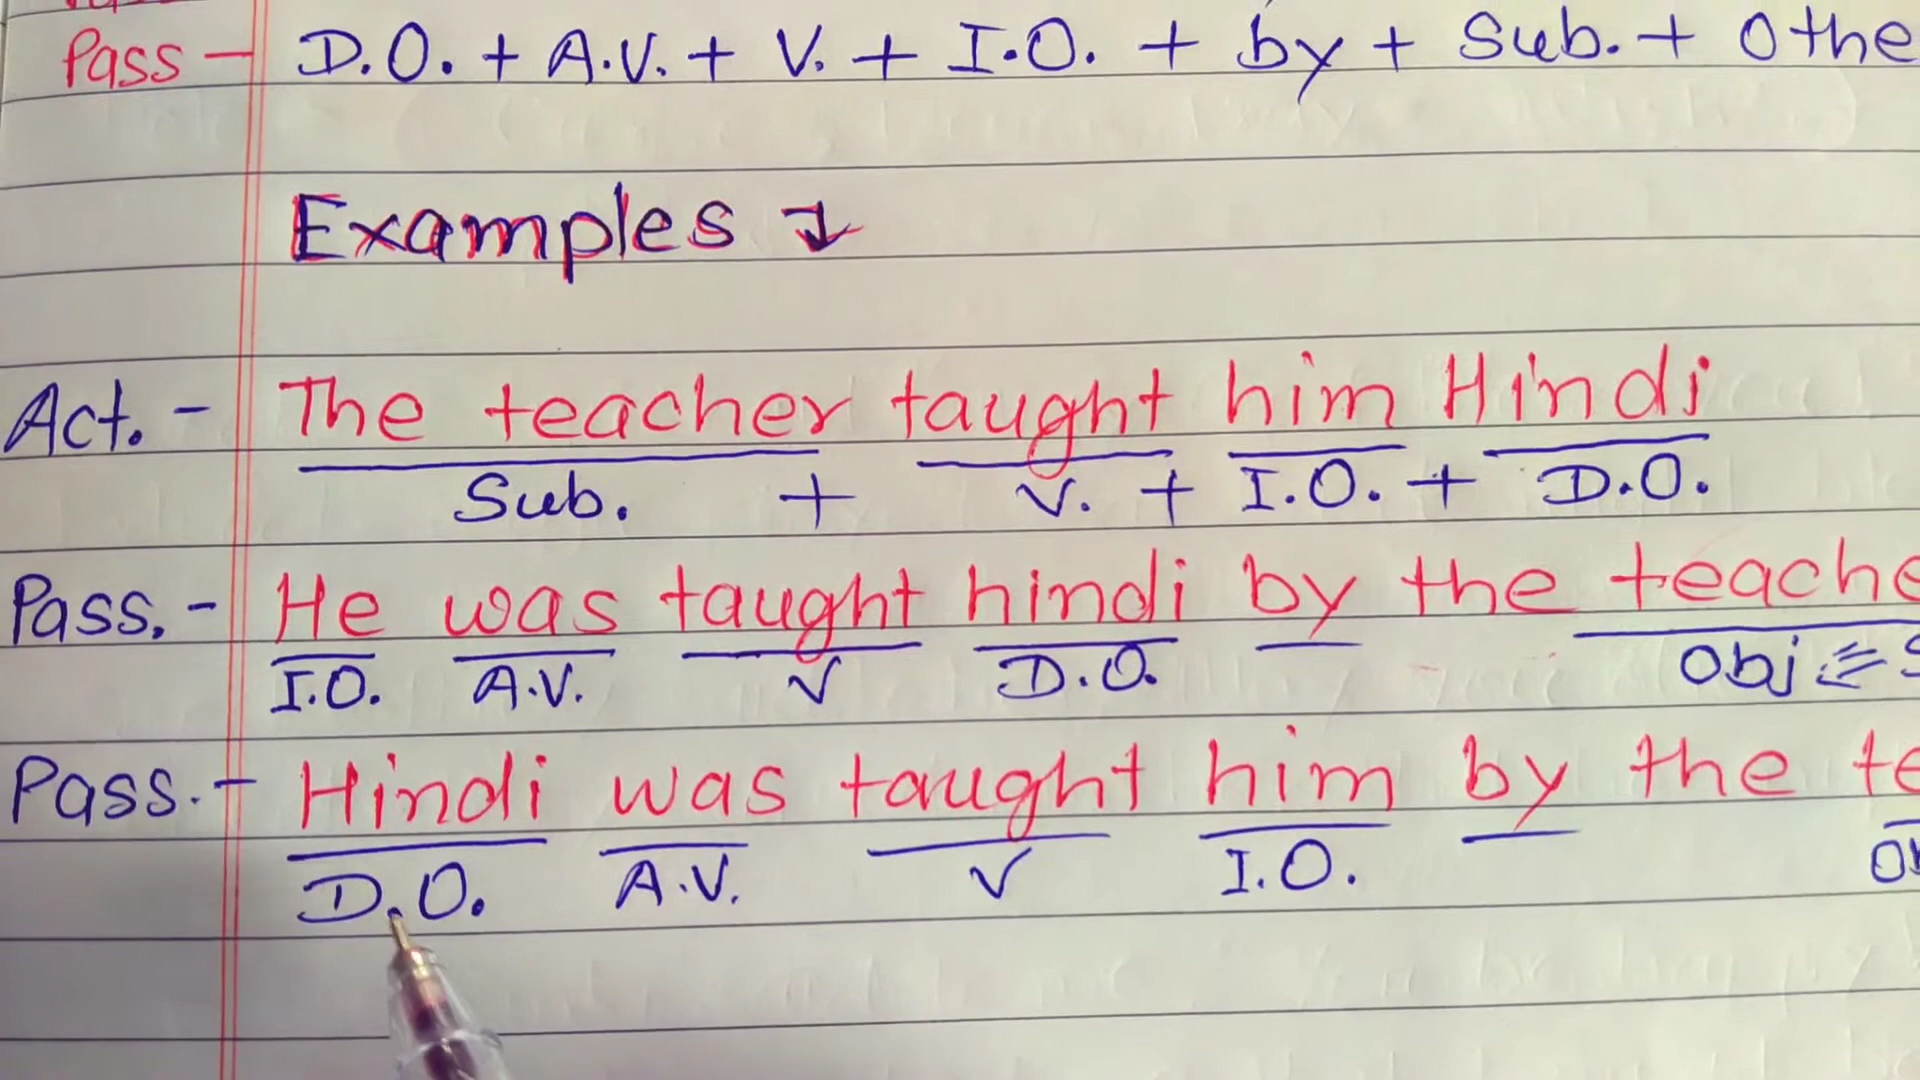 Pass - D.O. + A.V. + V. + I.O. + by + Sub. + Othe
Examples
Act. - The teacher taught him Hindi
Sub. + V. + I.O. + D.O.
Pass. - He was taught hindi by the teache
I.O. A.V. V D.O. Obj
Pass. - Hindi was taught him by the te
D.O. A.V. V I.O.